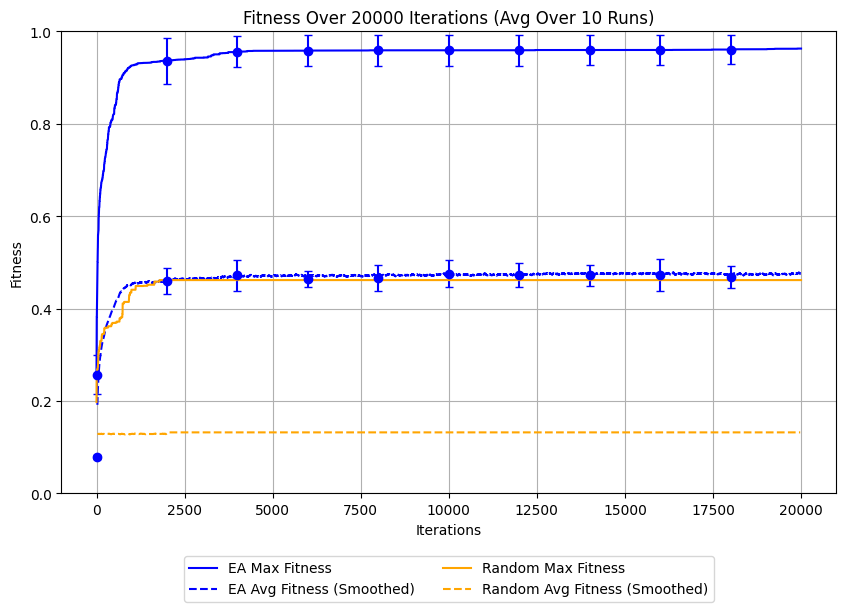 Fitness Over 20000 Iterations (Avg Over 10 Runs)
1.0
0.8
0.6
0.4
0.2
0.0
Fitness
0 2500 5000 7500 10000 12500 15000 17500 20000
Iterations
EA Max Fitness
EA Avg Fitness (Smoothed)
Random Max Fitness
Random Avg Fitness (Smoothed)